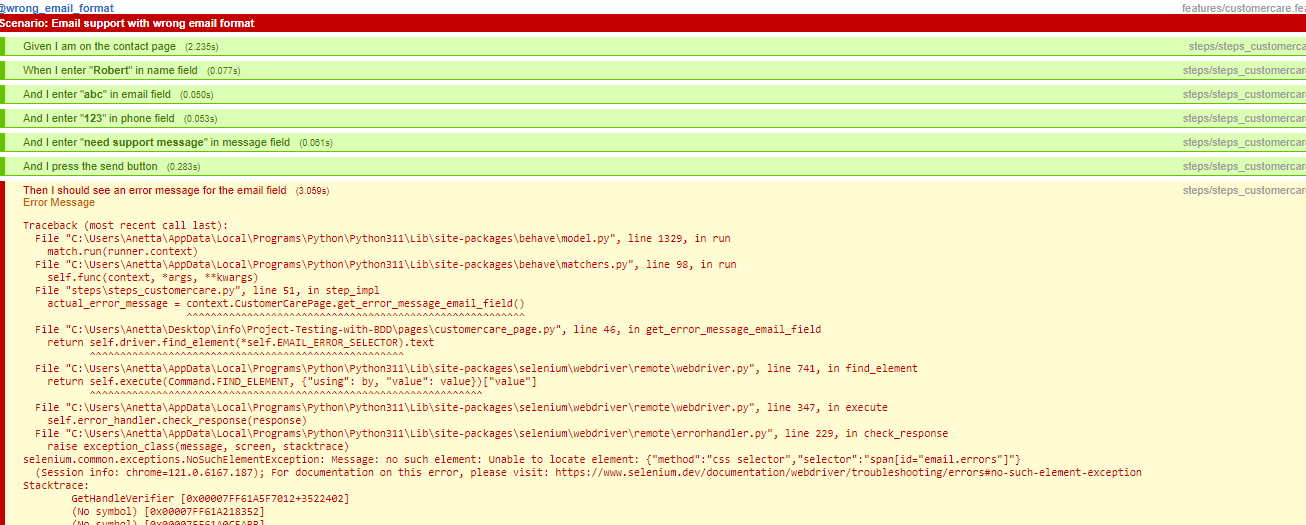 @wrong_email_format features/customercare.fea
Scenario: Email support with wrong email format
Given I am on the contact page (2.235s) steps/steps_customerca
When I enter "Robert" in name field (0.077s) steps/steps_customercar
And I enter "abc" in email field (0.050s) steps/steps_customercar
And I enter "123" in phone field (0.053s) steps/steps_customercar
And I enter "need support message" in message field (0.061s) steps/steps_customercar
And I press the send button (0.283s) steps/steps_customercar
Then I should see an error message for the email field (3.059s) steps/steps_customercar
Error Message
Traceback (most recent call last):
File "C:\Users\Anetta\AppData\Local\Programs\Python\Python311\Lib\site-packages\behave\model.py", line 1329, in run
match.run(runner.context)
File "C:\Users\Anetta\AppData\Local\Programs\Python\Python311\Lib\site-packages\behave\matchers.py", line 98, in run
self.func(context, *args, **kwargs)
File "steps\steps_customercare.py", line 51, in step_impl
actual_error_message = context.CustomerCarePage.get_error_message_email_field()
^^^^^^^^^^^^^^^^^^^^^^^^^^^^^^^^^^^^^^^^^^^^^^^^^^^^^^^^
File "C:\Users\Anetta\Desktop\info\Project-Testing-with-BDD\pages\customercare_page.py", line 46, in get_error_message_email_field
return self.driver.find_element(*self.EMAIL_ERROR_SELECTOR).text
^^^^^^^^^^^^^^^^^^^^^^^^^^^^^^^^^^^^^^^^^^^^^^^^^^^^
File "C:\Users\Anetta\AppData\Local\Programs\Python\Python311\Lib\site-packages\selenium\webdriver\remote\webdriver.py", line 741, in find_element
return self.execute(Command.FIND_ELEMENT, {"using": by, "value": value})["value"]
^^^^^^^^^^^^^^^^^^^^^^^^^^^^^^^^^^^^^^^^^^^^^^^^^^^^^^^^^^^^^^^^^
File "C:\Users\Anetta\AppData\Local\Programs\Python\Python311\Lib\site-packages\selenium\webdriver\remote\webdriver.py", line 347, in execute
self.error_handler.check_response(response)
File "C:\Users\Anetta\AppData\Local\Programs\Python\Python311\Lib\site-packages\selenium\webdriver\remote\errorhandler.py", line 229, in check_response
raise exception_class(message, screen, stacktrace)
selenium.common.exceptions.NoSuchElementException: Message: no such element: Unable to locate element: {"method":"css selector","selector":"span[id="email.errors"]"}
(Session info: chrome=121.0.6167.187); For documentation on this error, please visit: https://www.selenium.dev/documentation/webdriver/troubleshooting/errors#no-such-element-exception
Stacktrace:
GetHandleVerifier [0x00007FF61A5F7012+3522402]
(No symbol) [0x00007FF61A218352]
(No symbol)